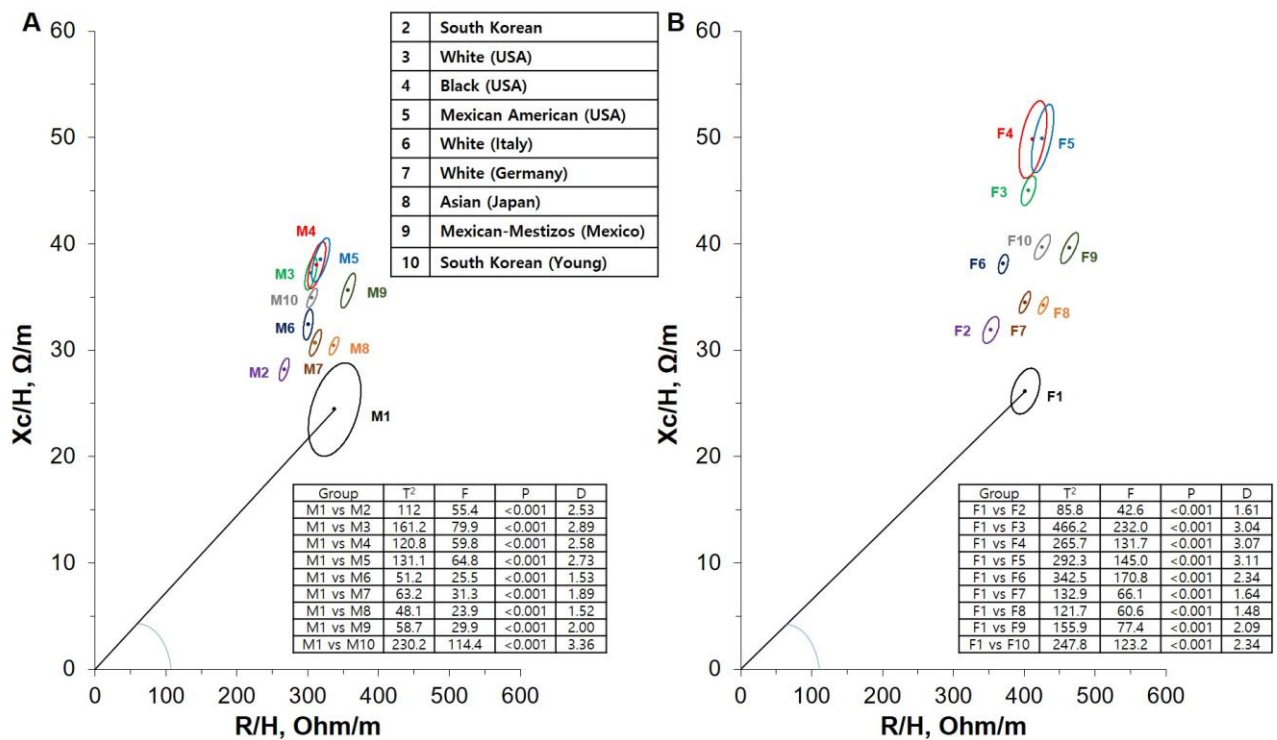 A
60
50
40
30
20
10
0
Xc/H, Ω/m
0 100 200 300 400 500 600
R/H, Ohm/m
2 South Korean
3 White (USA)
4 Black (USA)
5 Mexican American (USA)
6 White (Italy)
7 White (Germany)
8 Asian (Japan)
9 Mexican-Mestizos (Mexico)
10 South Korean (Young)
M4
M5
M3
M10
M9
M6
M7
M8
M2
M1
Group T² F P D
M1 vs M2 112 55.4 <0.001 2.53
M1 vs M3 161.2 79.9 <0.001 2.89
M1 vs M4 120.8 59.8 <0.001 2.58
M1 vs M5 131.1 64.8 <0.001 2.73
M1 vs M6 51.2 25.5 <0.001 1.53
M1 vs M7 63.2 31.3 <0.001 1.89
M1 vs M8 48.1 23.9 <0.001 1.52
M1 vs M9 58.7 29.9 <0.001 2.00
M1 vs M10 230.2 114.4 <0.001 3.36
B
60
50
40
30
20
10
0
Xc/H, Ω/m
0 100 200 300 400 500 600
R/H, Ohm/m
F4
F5
F3
F10
F9
F6
F8
F2
F7
F1
Group T² F P D
F1 vs F2 85.8 42.6 <0.001 1.61
F1 vs F3 466.2 232.0 <0.001 3.04
F1 vs F4 265.7 131.7 <0.001 3.07
F1 vs F5 292.3 145.0 <0.001 3.11
F1 vs F6 342.5 170.8 <0.001 2.34
F1 vs F7 132.9 66.1 <0.001 1.64
F1 vs F8 121.7 60.6 <0.001 1.48
F1 vs F9 155.9 77.4 <0.001 2.09
F1 vs F10 247.8 123.2 <0.001 2.34